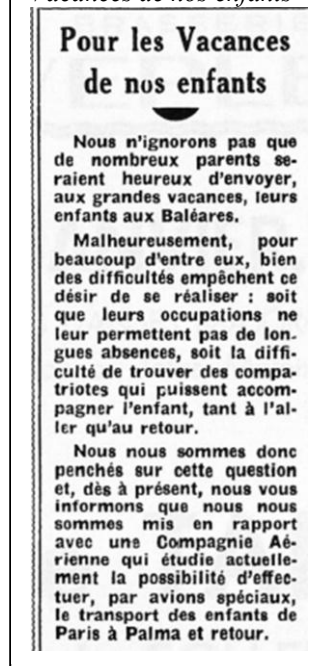 Vacances de nos enfants
Pour les Vacances
de nos enfants
Nous n'ignorons pas que
de nombreux parents se-
raient heureux d'envoyer,
aux grandes vacances, leurs
enfants aux Baléares.
Malheureusement, pour
beaucoup d'entre eux, bien
des difficultés empêchent ce
désir de se réaliser : soit
que leurs occupations ne
leur permettent pas de lon-
gues absences, soit la diffi-
culté de trouver des compa-
triotes qui puissent accom-
pagner l'enfant, tant à l'al-
ler qu'au retour.
Nous nous sommes donc
penchés sur cette question
et, dès à présent, nous vous
informons que nous nous
sommes mis en rapport
avec une Compagnie Aé-
rienne qui étudie actuelle-
ment la possibilité d'effec-
tuer, par avions spéciaux,
le transport des enfants de
Paris à Palma et retour.